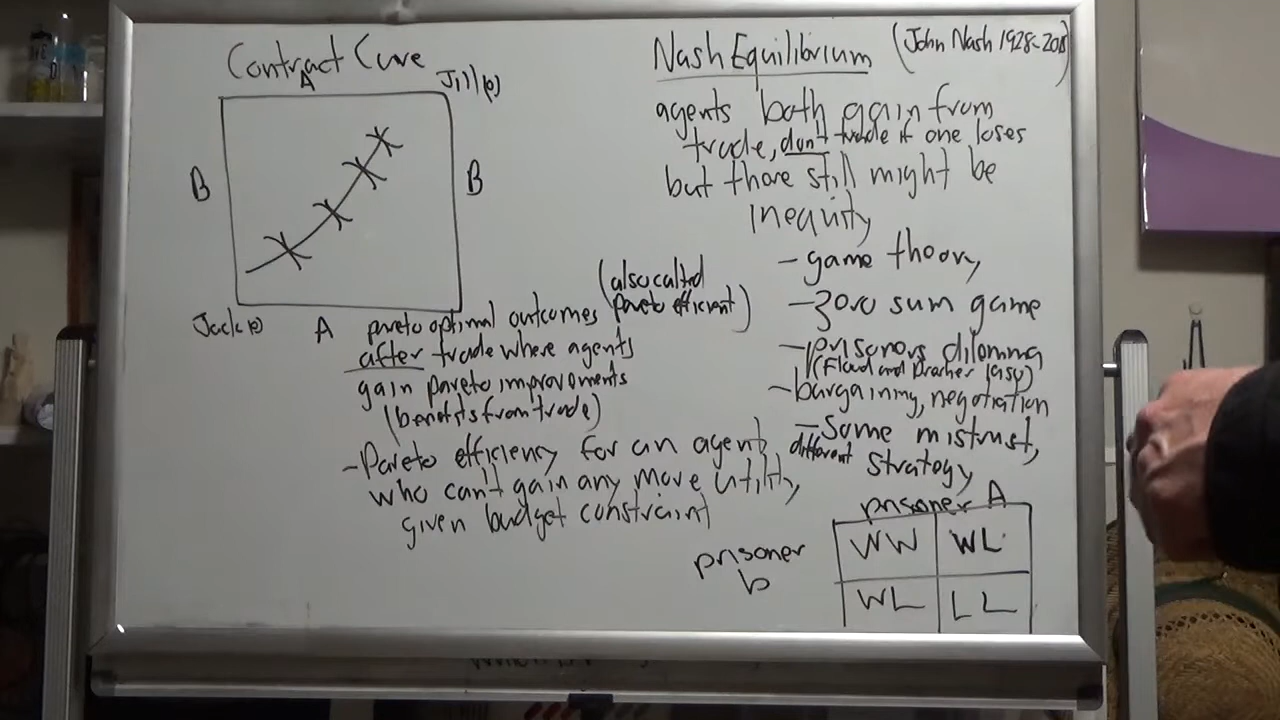 Contract Curve
A
Jill(0)
B
B
Jack(0)
A
pareto optimal outcomes
(also called
pareto efficient)
after trade where agents
gain pareto improvements
(benefits from trade)
-Pareto efficiency for an agent
who can't gain any more utility,
given budget constraint
Nash Equilibrium (John Nash 1928-
agents both gain from
trade, don't trade if one loses
but there still might be
inequity
-game theory
-zero sum game
-prisoners dilemma
(Flood and Dresher 1950)
-bargaining, negotiation
-some mistrust,
different strategy
prisoner A
prisoner
b
WW WL
WL LL